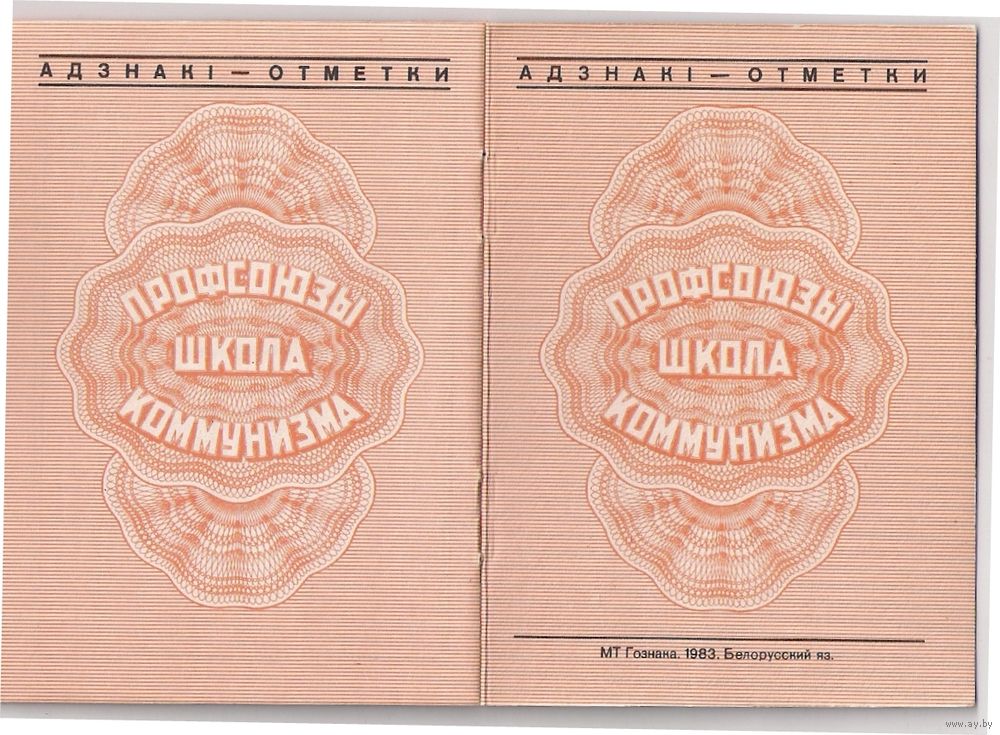 АДЗНАКІ — ОТМЕТКИ
ПРОФСОЮЗЫ
ШКОЛА
КОММУНИЗМА
АДЗНАКІ — ОТМЕТКИ
ПРОФСОЮЗЫ
ШКОЛА
КОММУНИЗМА
МТ Гознака. 1983. Белорусский яз.
www.ay.by